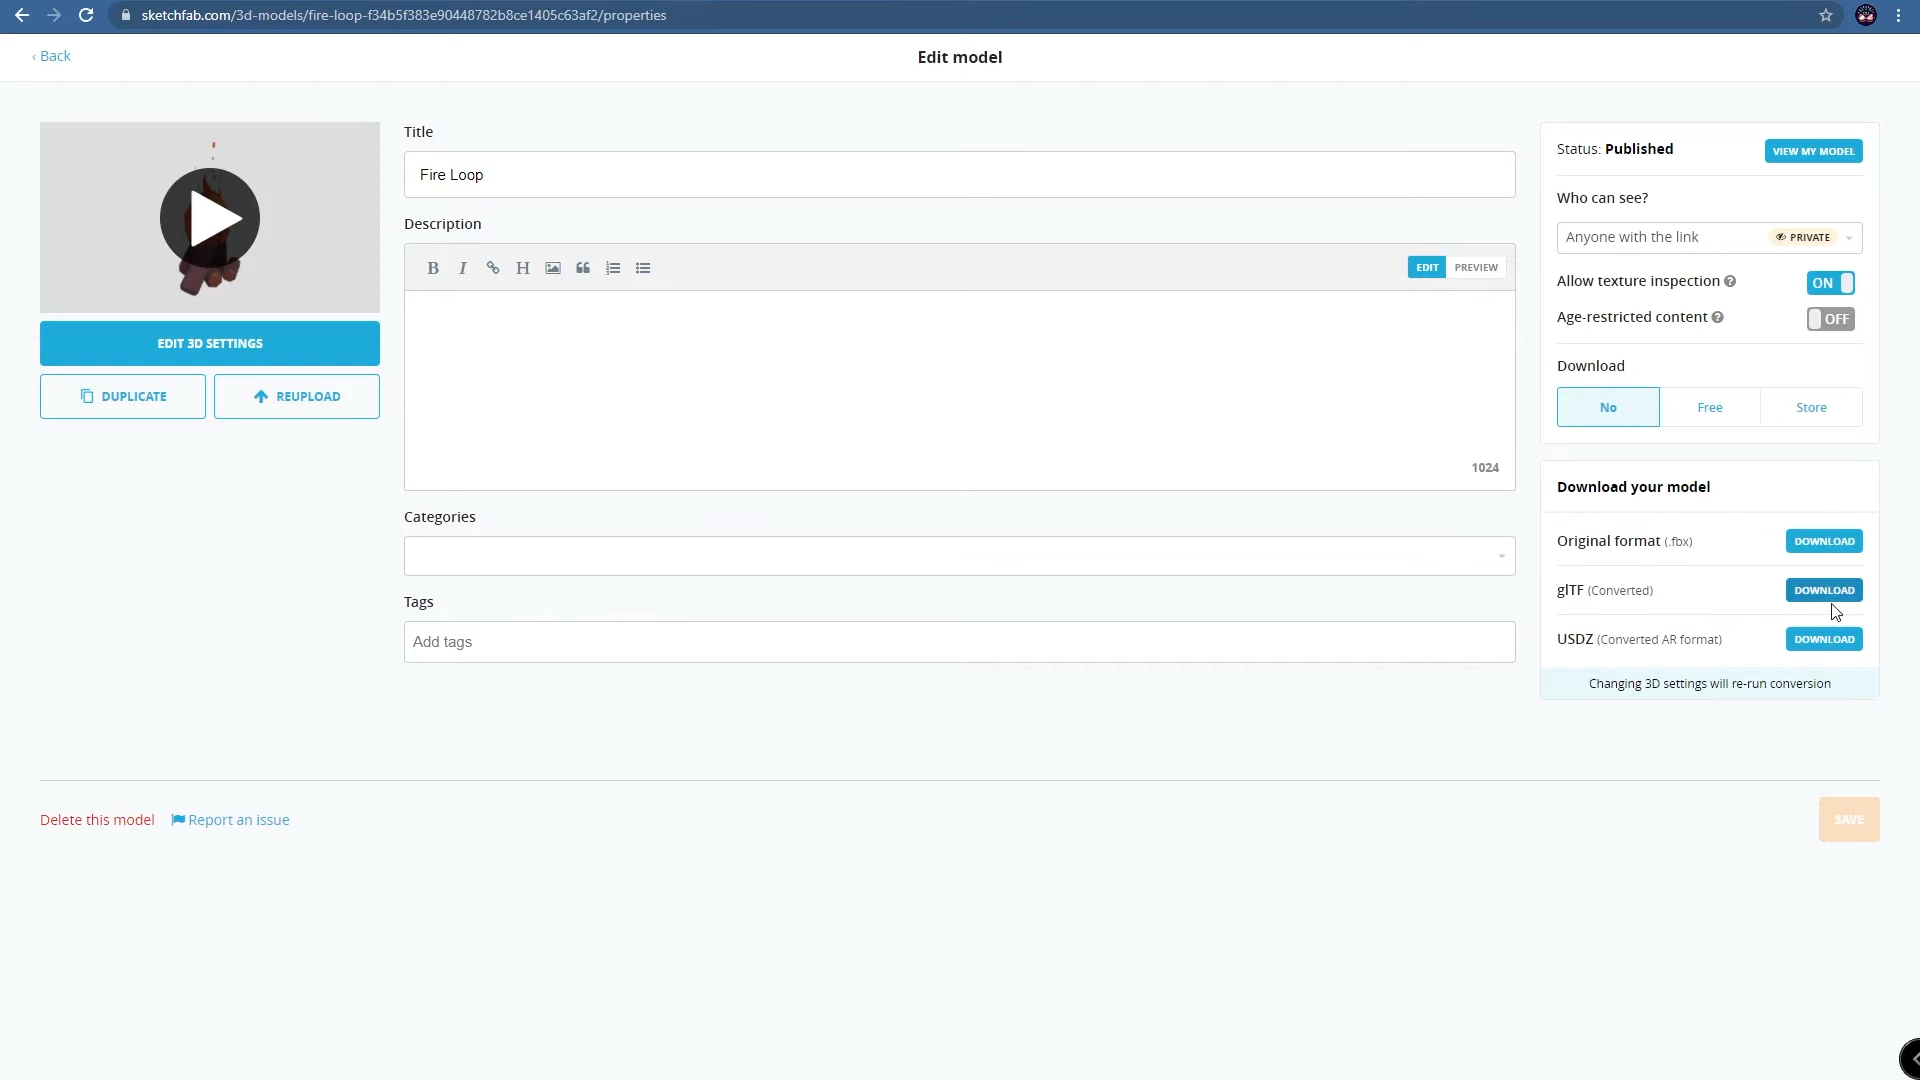 sketchfab.com/3d-models/fire-loop-f34b5f383e90448782b8ce1405c63af2/properties
‹ Back
Edit model
Title
Fire Loop
Description
B I H
EDIT PREVIEW
1024
Categories
Tags
Add tags
EDIT 3D SETTINGS
DUPLICATE
REUPLOAD
Status: Published
VIEW MY MODEL
Who can see?
Anyone with the link
PRIVATE
Allow texture inspection ?
ON
Age-restricted content ?
OFF
Download
No
Free
Store
Download your model
Original format (.fbx)
DOWNLOAD
glTF (Converted)
DOWNLOAD
USDZ (Converted AR format)
DOWNLOAD
Changing 3D settings will re-run conversion
Delete this model
Report an issue
SAVE